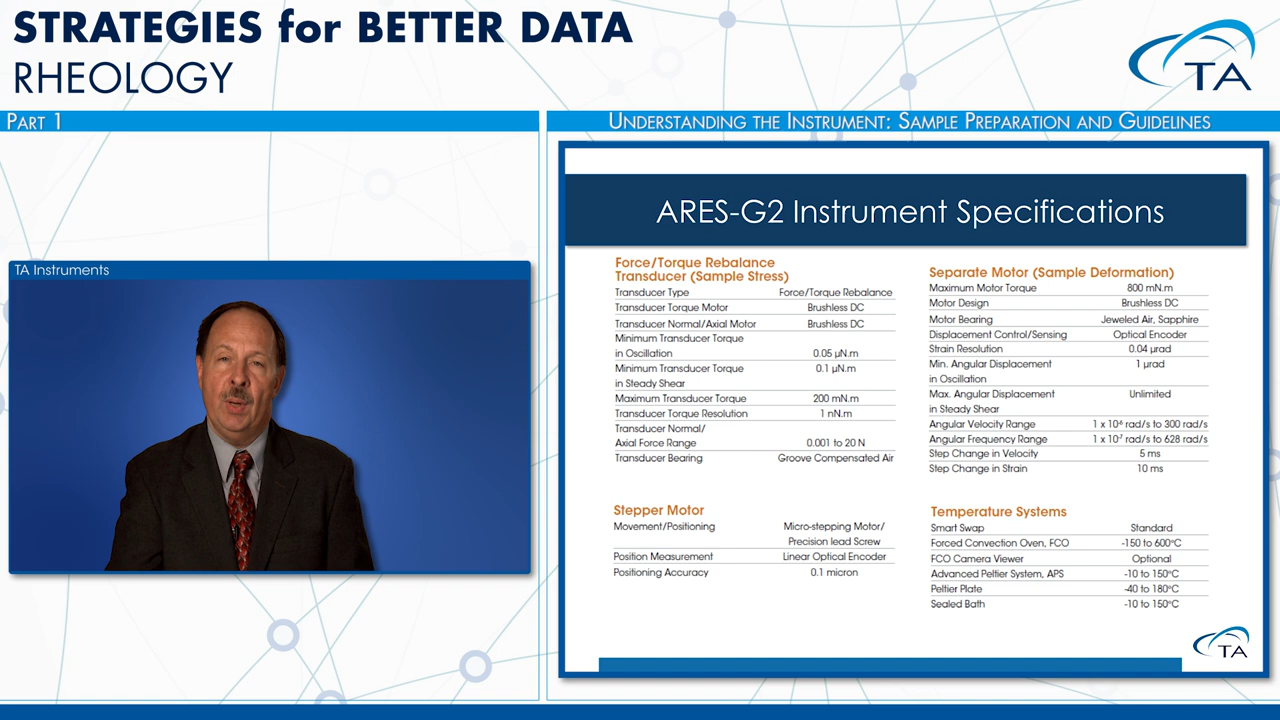 STRATEGIES for BETTER DATA
RHEOLOGY
TA
PART 1
UNDERSTANDING THE INSTRUMENT: SAMPLE PREPARATION AND GUIDELINES
TA Instruments
ARES-G2 Instrument Specifications
Force/Torque Rebalance
Transducer (Sample Stress)
Transducer Type Force/Torque Rebalance
Transducer Torque Motor Brushless DC
Transducer Normal/Axial Motor Brushless DC
Minimum Transducer Torque
in Oscillation 0.05 µN.m
Minimum Transducer Torque 0.1 µN.m
in Steady Shear
Maximum Transducer Torque 200 mN.m
Transducer Torque Resolution 1 nN.m
Transducer Normal/
Axial Force Range 0.001 to 20 N
Transducer Bearing Groove Compensated Air
Stepper Motor
Movement/Positioning Micro-stepping Motor/
Precision lead Screw
Position Measurement Linear Optical Encoder
Positioning Accuracy 0.1 micron
Separate Motor (Sample Deformation)
Maximum Motor Torque 800 mN.m
Motor Design Brushless DC
Motor Bearing Jeweled Air, Sapphire
Displacement Control/Sensing Optical Encoder
Strain Resolution 0.04 µrad
Min. Angular Displacement 1 µrad
in Oscillation
Max. Angular Displacement Unlimited
in Steady Shear
Angular Velocity Range 1 x 10⁻⁶ rad/s to 300 rad/s
Angular Frequency Range 1 x 10⁻⁷ rad/s to 628 rad/s
Step Change in Velocity 5 ms
Step Change in Strain 10 ms
Temperature Systems
Smart Swap Standard
Forced Convection Oven, FCO -150 to 600°C
FCO Camera Viewer Optional
Advanced Peltier System, APS -10 to 150°C
Peltier Plate -40 to 180°C
Sealed Bath -10 to 150°C
TA